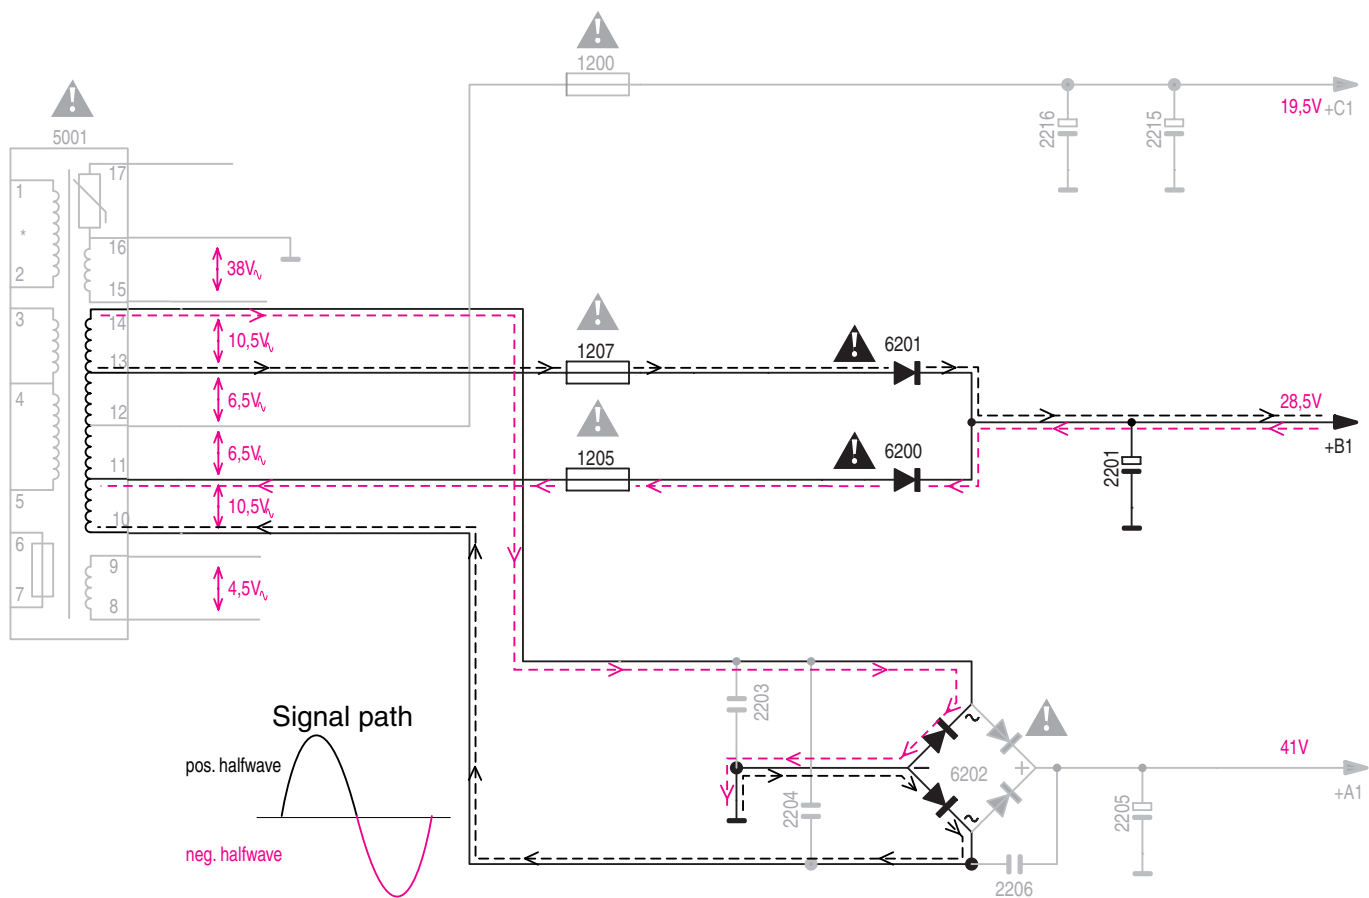 1200
19,5V +C1
2216
2215
5001
17
1
*
16
2
38V~
15
3
14
10,5V~
1207
6201
13
4
6,5V~
28,5V
12
+B1
6,5V~
1205
6200
2201
11
5
10,5V~
10
6
9
4,5V~
7
8
Signal path
pos. halfwave
neg. halfwave
2203
~
41V
6202
+
−
+A1
2204
~
2205
2206